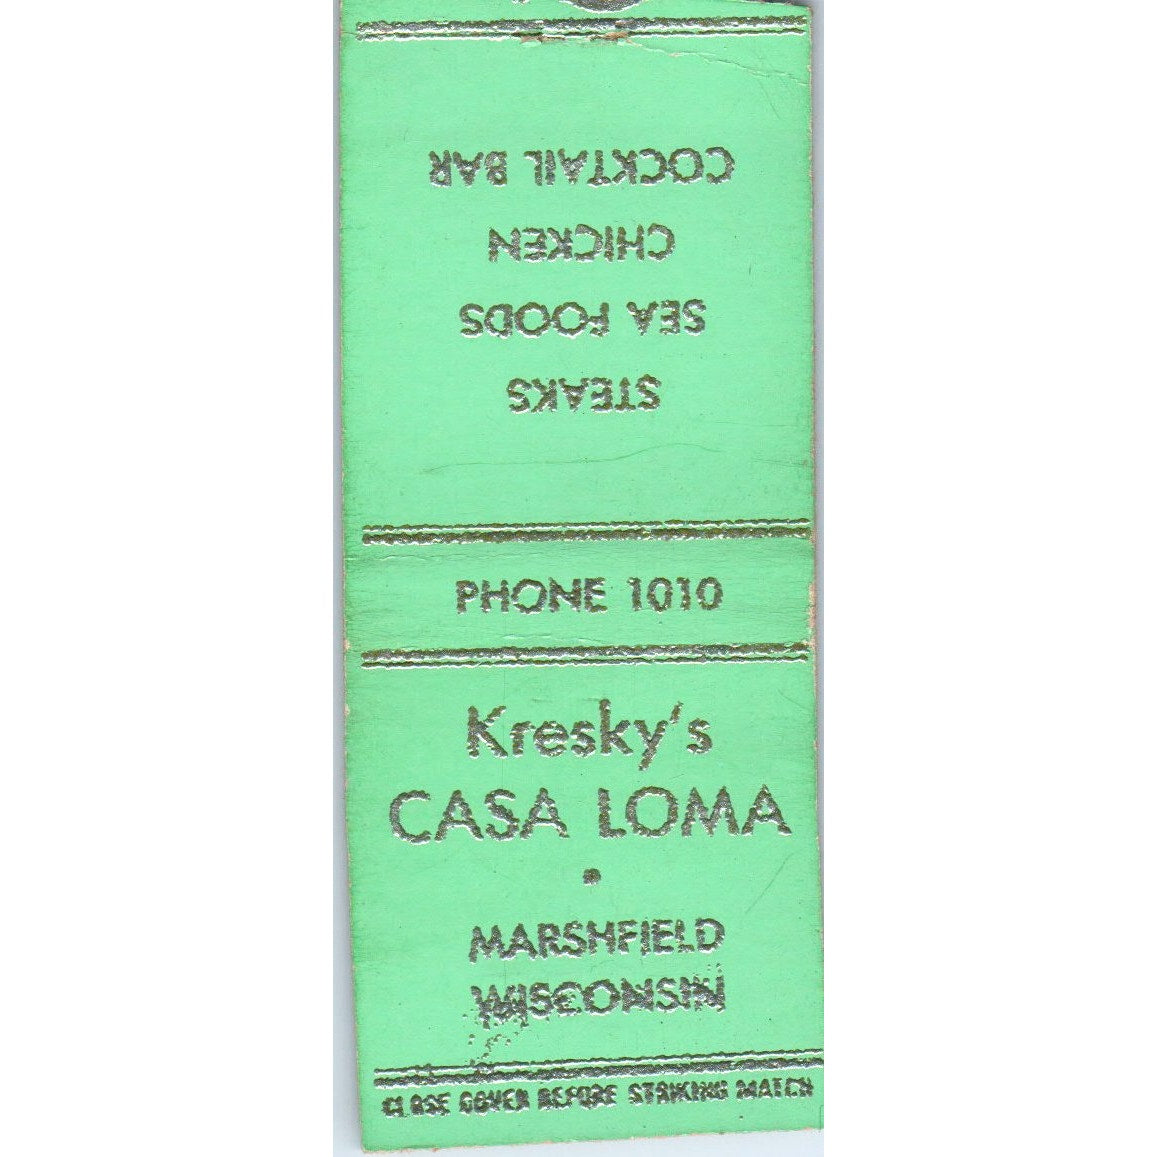 Kresky's
CASA LOMA
•
MARSHFIELD
WISCONSIN
CLOSE COVER BEFORE STRIKING MATCH
PHONE 1010
STEAKS
SEA FOODS
CHICKEN
COCKTAIL BAR